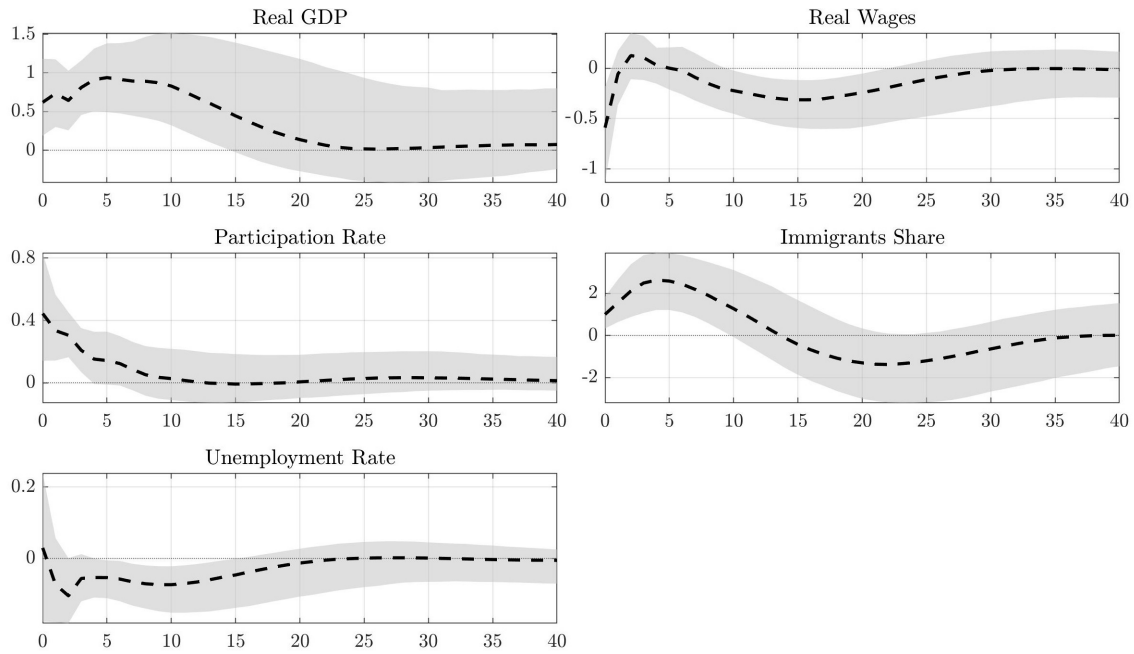 Real GDP
1.5
1
0.5
0
0 5 10 15 20 25 30 35 40
Real Wages
0
-0.5
-1
0 5 10 15 20 25 30 35 40
Participation Rate
0.8
0.4
0
0 5 10 15 20 25 30 35 40
Immigrants Share
2
0
-2
0 5 10 15 20 25 30 35 40
Unemployment Rate
0.2
0
0 5 10 15 20 25 30 35 40